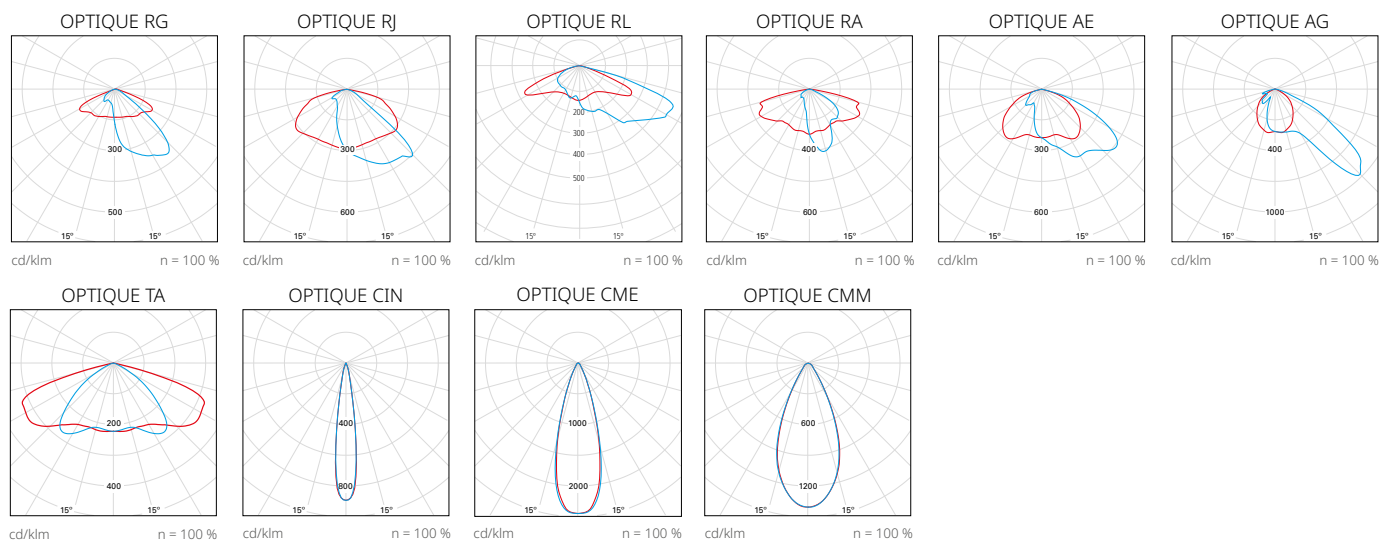 OPTIQUE RG
300
500
15° 15°
cd/klm n = 100 %
OPTIQUE RJ
300
600
15° 15°
cd/klm n = 100 %
OPTIQUE RL
200
300
400
500
15° 15°
cd/klm n = 100 %
OPTIQUE RA
400
600
15° 15°
cd/klm n = 100 %
OPTIQUE AE
300
600
15° 15°
cd/klm n = 100 %
OPTIQUE AG
400
1000
15° 15°
cd/klm n = 100 %
OPTIQUE TA
200
400
15° 15°
cd/klm n = 100 %
OPTIQUE CIN
400
800
15° 15°
cd/klm n = 100 %
OPTIQUE CME
1000
2000
15° 15°
cd/klm n = 100 %
OPTIQUE CMM
600
1200
15° 15°
cd/klm n = 100 %